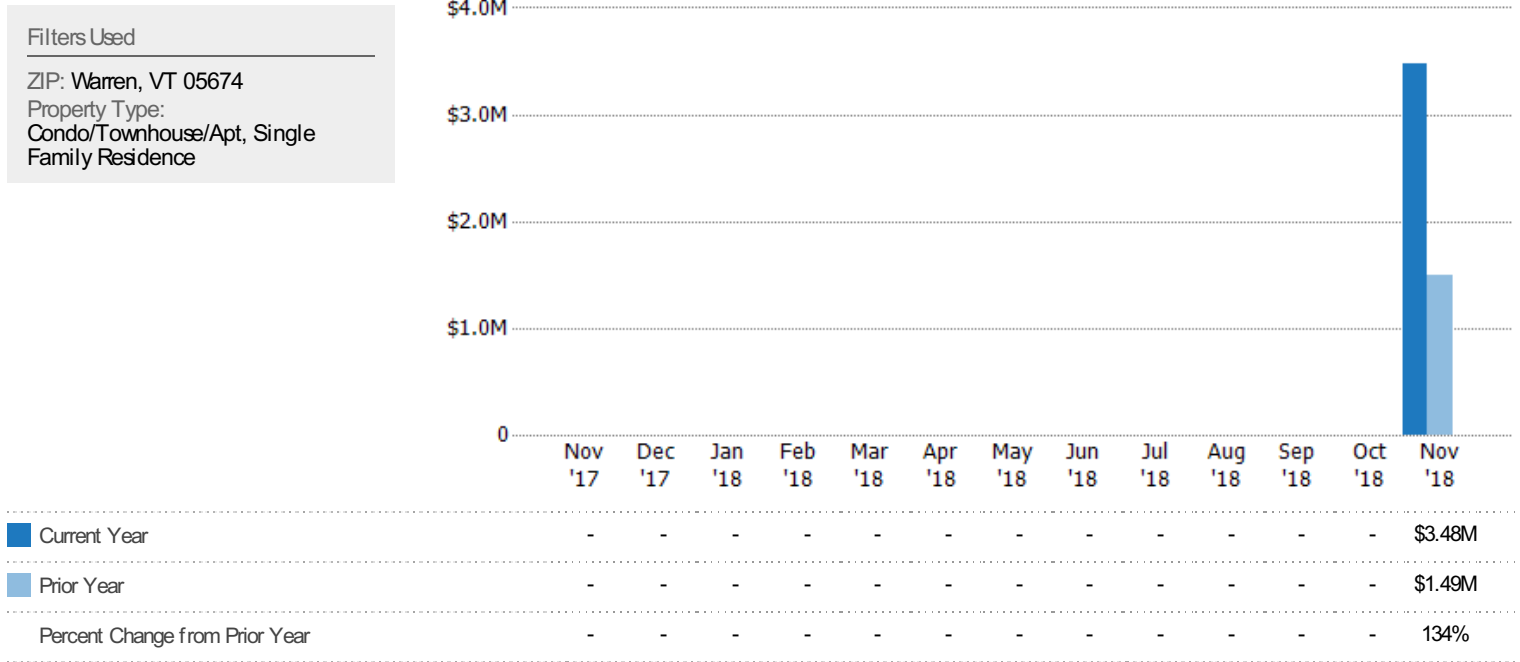 Filters Used
ZIP: Warren, VT 05674
Property Type:
Condo/Townhouse/Apt, Single
Family Residence
$4.0M
$3.0M
$2.0M
$1.0M
0
Nov Dec Jan Feb Mar Apr May Jun Jul Aug Sep Oct Nov
'17 '17 '18 '18 '18 '18 '18 '18 '18 '18 '18 '18 '18
Current Year - - - - - - - - - - - - $3.48M
Prior Year - - - - - - - - - - - - $1.49M
Percent Change from Prior Year - - - - - - - - - - - - 134%